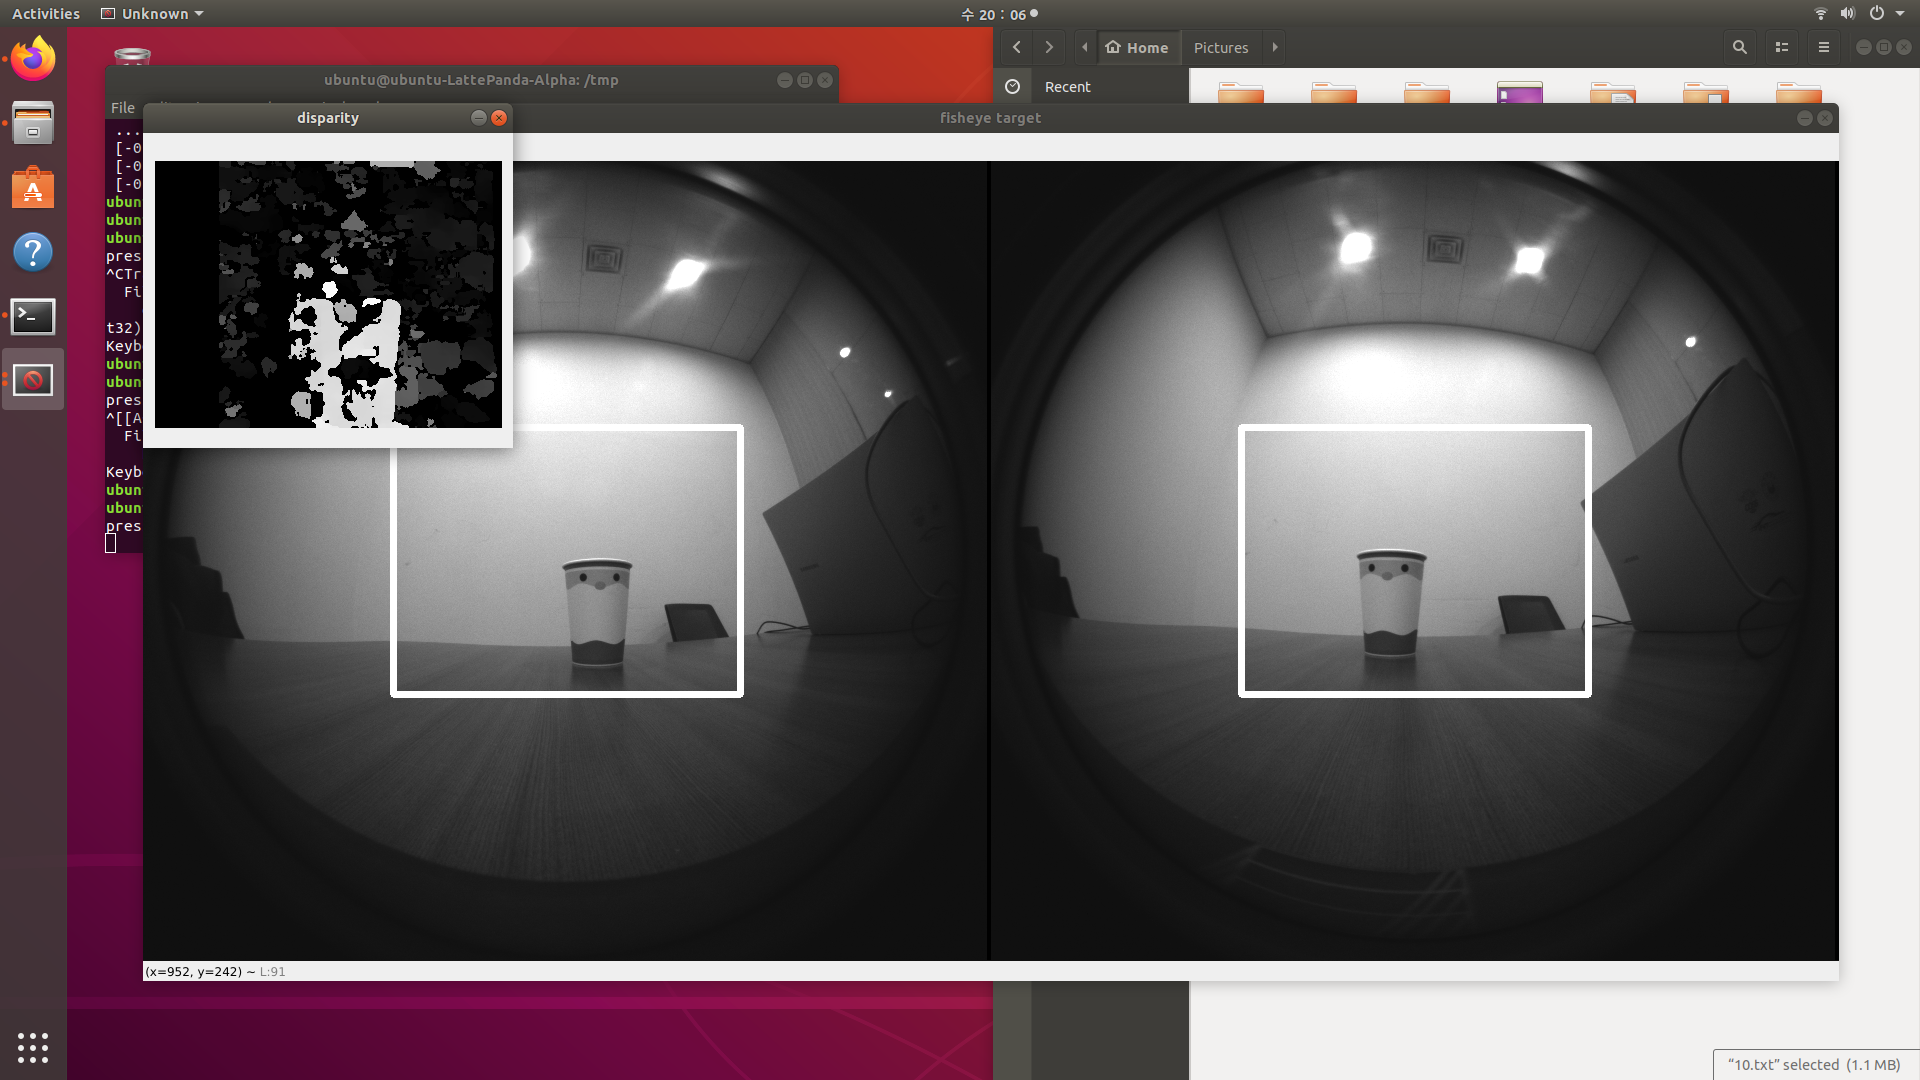 Activities
Unknown
수 20 : 06
Home
Pictures
ubuntu@ubuntu-LattePanda-Alpha: /tmp
Recent
File
disparity
fisheye target
...
[-0
[-0
[-0
ubun
ubun
ubun
pres
^CTr
Fi
t32)
Keyb
ubun
ubun
pres
^[[A
Fi
Keyb
ubun
ubun
pres
(x=952, y=242) ~ L:91
“10.txt” selected (1.1 MB)